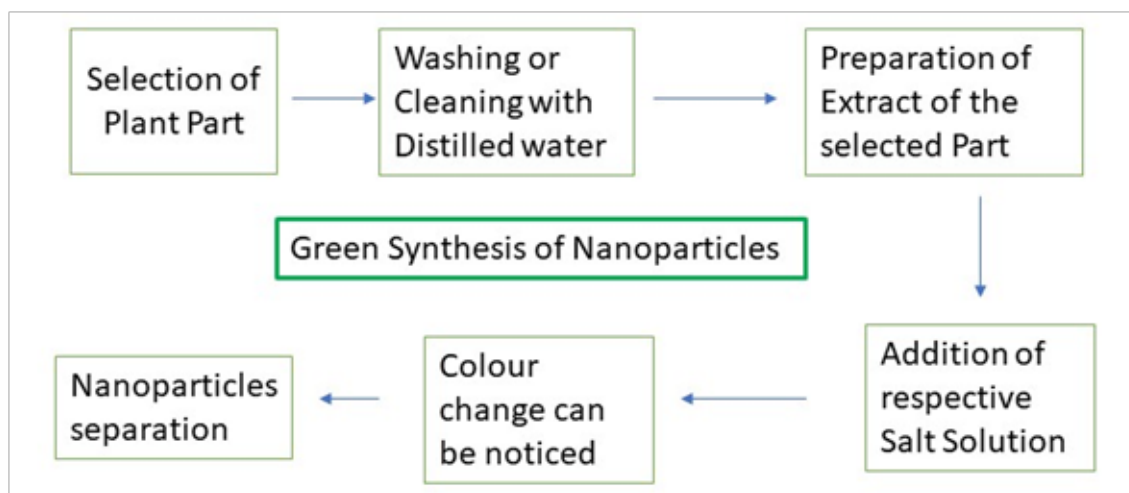 Selection of
Plant Part
Washing or
Cleaning with
Distilled water
Preparation of
Extract of the
selected Part
Green Synthesis of Nanoparticles
Addition of
respective
Salt Solution
Colour
change can
be noticed
Nanoparticles
separation